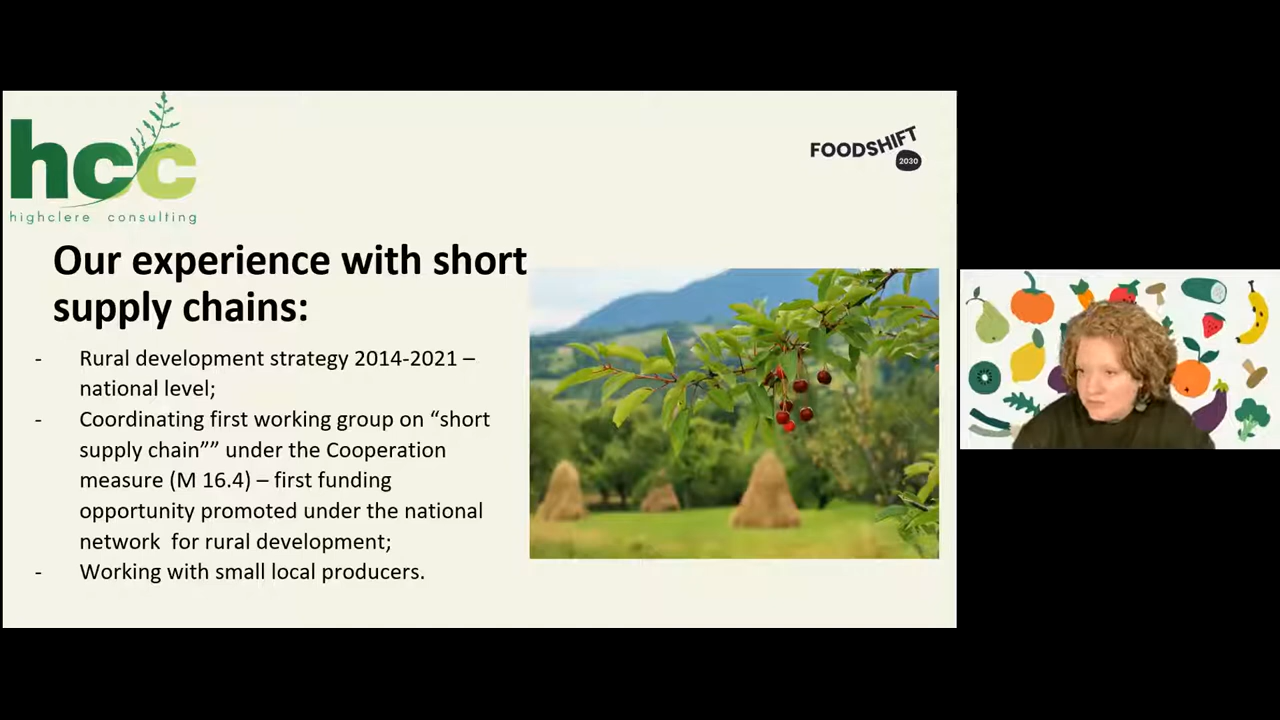 hcc
highclere consulting
FOODSHIFT
2030
Our experience with short
supply chains:
- Rural development strategy 2014-2021 –
national level;
- Coordinating first working group on “short
supply chain”” under the Cooperation
measure (M 16.4) – first funding
opportunity promoted under the national
network for rural development;
- Working with small local producers.